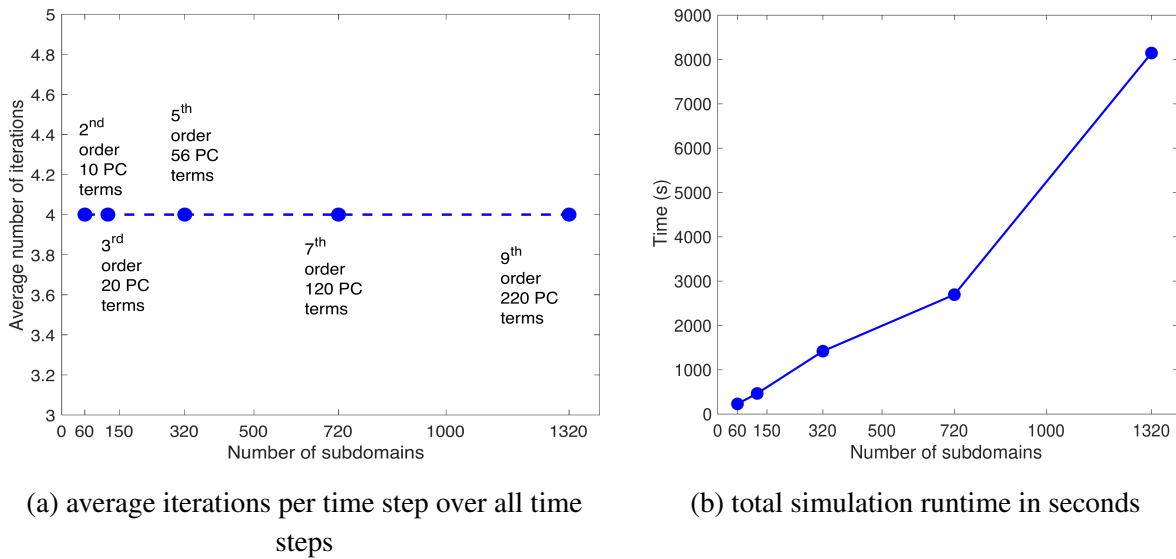 5
4.8
4.6
4.4
4.2
4
3.8
3.6
3.4
3.2
3
Average number of iterations
2nd
order
10 PC
terms
5th
order
56 PC
terms
3rd
order
20 PC
terms
7th
order
120 PC
terms
9th
order
220 PC
terms
0 60 150 320 500 720 1000 1320
Number of subdomains
(a) average iterations per time step over all time
steps
9000
8000
7000
6000
5000
4000
3000
2000
1000
0
Time (s)
0 60 150 320 500 720 1000 1320
Number of subdomains
(b) total simulation runtime in seconds